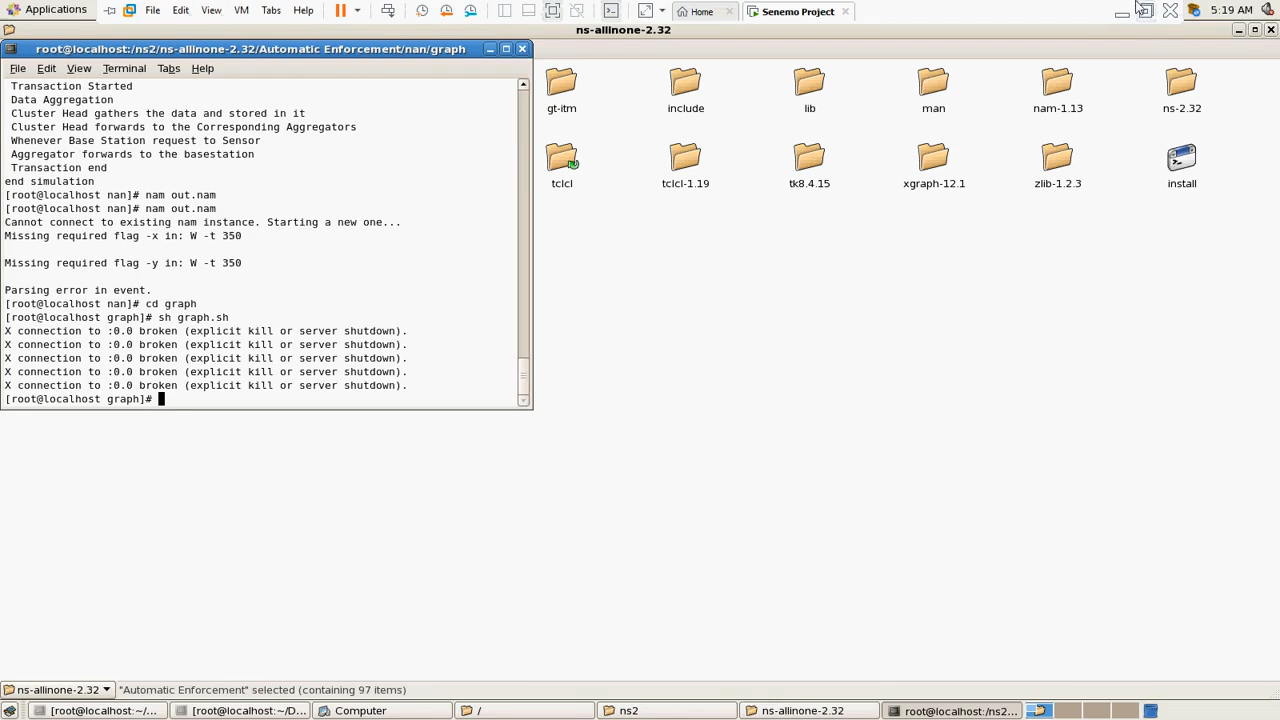 Applications
File Edit View VM Tabs Help
Home
Senemo Project
5:19 AM
ns-allinone-2.32
root@localhost:/ns2/ns-allinone-2.32/Automatic Enforcement/nan/graph
File Edit View Terminal Tabs Help
Transaction Started
Data Aggregation
Cluster Head gathers the data and stored in it
Cluster Head forwards to the Corresponding Aggregators
Whenever Base Station request to Sensor
Aggregator forwards to the basestation
Transaction end
end simulation
[root@localhost nan]# nam out.nam
[root@localhost nan]# nam out.nam
Cannot connect to existing nam instance. Starting a new one...
Missing required flag -x in: W -t 350
Missing required flag -y in: W -t 350
Parsing error in event.
[root@localhost nan]# cd graph
[root@localhost graph]# sh graph.sh
X connection to :0.0 broken (explicit kill or server shutdown).
X connection to :0.0 broken (explicit kill or server shutdown).
X connection to :0.0 broken (explicit kill or server shutdown).
X connection to :0.0 broken (explicit kill or server shutdown).
X connection to :0.0 broken (explicit kill or server shutdown).
[root@localhost graph]#
gt-itm include lib man nam-1.13 ns-2.32
tclcl tclcl-1.19 tk8.4.15 xgraph-12.1 zlib-1.2.3 install
ns-allinone-2.32 "Automatic Enforcement" selected (containing 97 items)
[root@localhost:~/... [root@localhost:~/D... Computer / ns2 ns-allinone-2.32 root@localhost:/ns2...